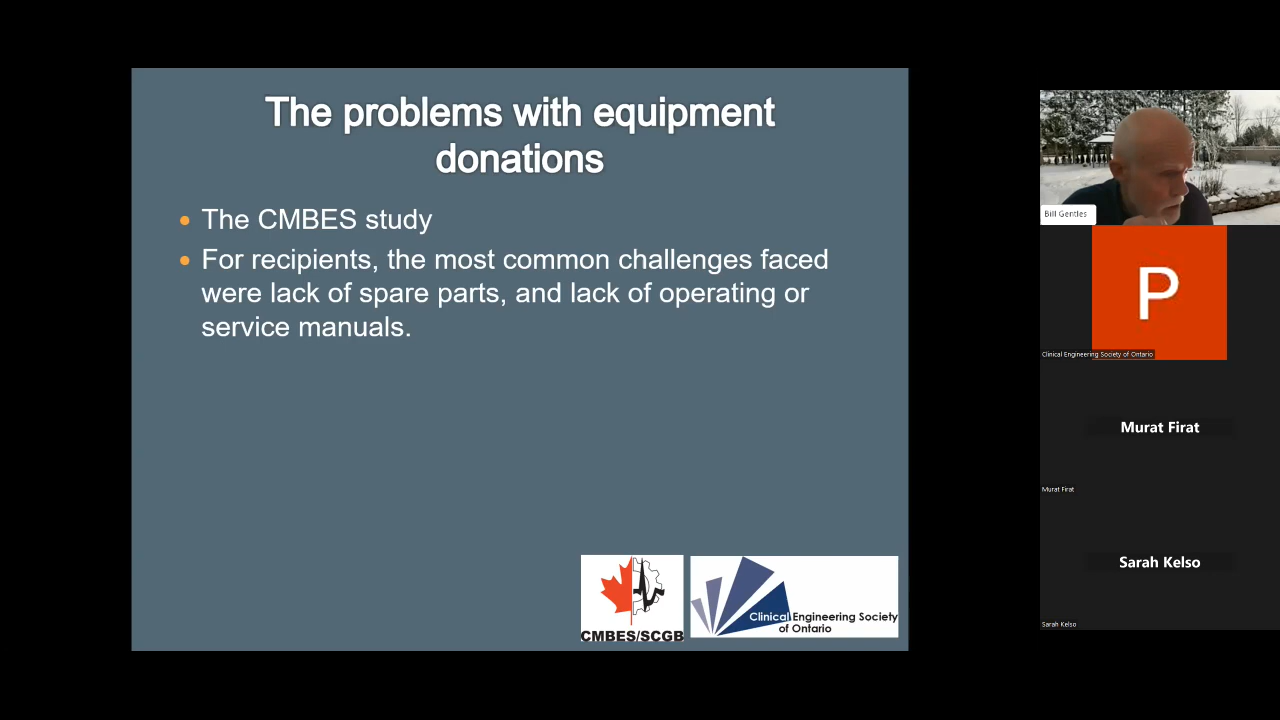 The problems with equipment
donations
The CMBES study
For recipients, the most common challenges faced
were lack of spare parts, and lack of operating or
service manuals.
CMBES/SCGB
Clinical Engineering Society
of Ontario
Bill Gentles
P
Clinical Engineering Society of Ontario
Murat Firat
Murat Firat
Sarah Kelso
Sarah Kelso